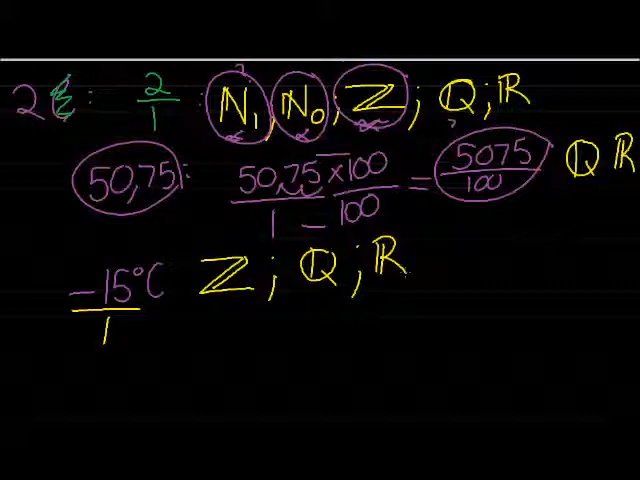 2 : 2/1 : N₁, N₀, ℤ; ℚ; ℝ
50,75: 50,75/1 × 100/100 = 5075/100 ℚ ℝ
-15°C/1 ℤ; ℚ; ℝ